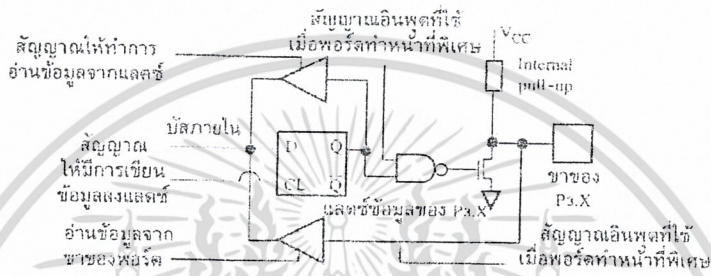 สัญญาณอินพุตที่ใช้
เมื่อพอร์ตทำหน้าที่พิเศษ
VCC
สัญญาณให้ทำการ
อ่านข้อมูลจากแลตช์
Internal
pull-up
บัสภายใน
สัญญาณ
ให้มีการเขียน
ข้อมูลลงแลตช์
D Q
CL Q̅
ขาของ
P3.X
แลตช์ข้อมูลของ P3.X
อ่านข้อมูลจาก
ขาของพอร์ต
สัญญาณอินพุตที่ใช้
เมื่อพอร์ตทำหน้าที่พิเศษ